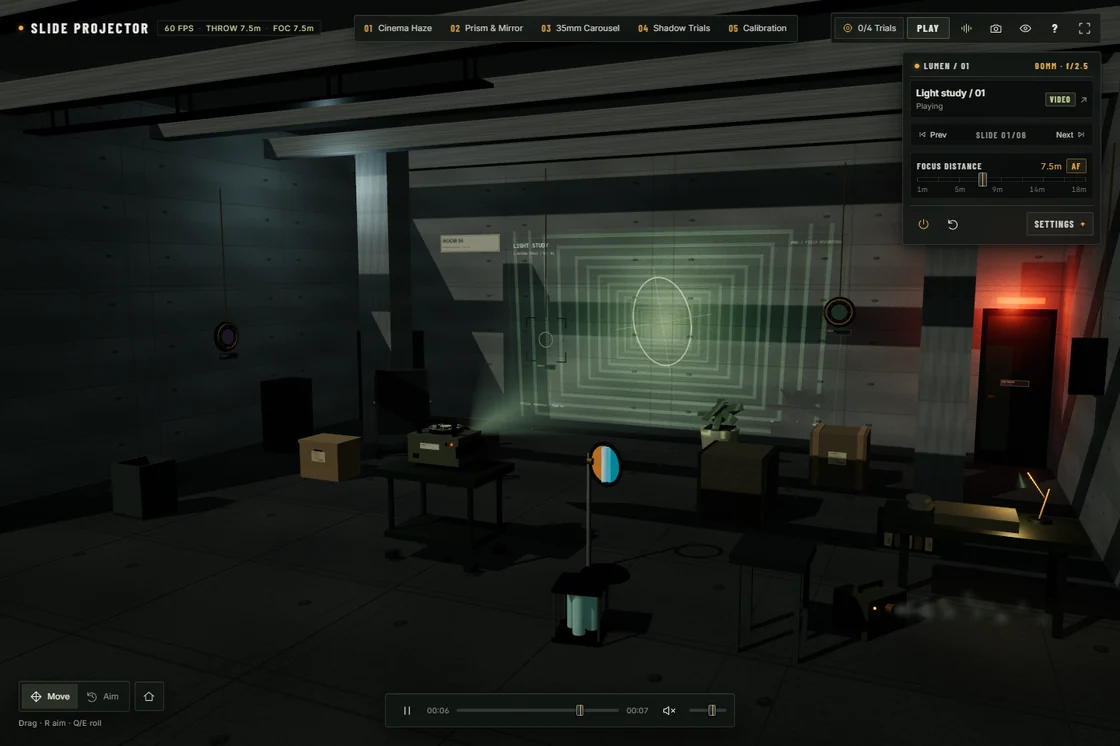 SLIDE PROJECTOR
60 FPS · THROW 7.5m · FOC 7.5m
01 Cinema Haze
02 Prism & Mirror
03 35mm Carousel
04 Shadow Trials
05 Calibration
0/4 Trials
PLAY
?
LUMEN / 01
80MM · f/2.5
Light study / 01
Playing
VIDEO
Prev
SLIDE 01/08
Next
FOCUS DISTANCE
7.5m
AF
1m 5m 9m 14m 18m
SETTINGS +
LIGHT STUDY
Move
Aim
Drag · R aim · Q/E roll
00:06
00:07